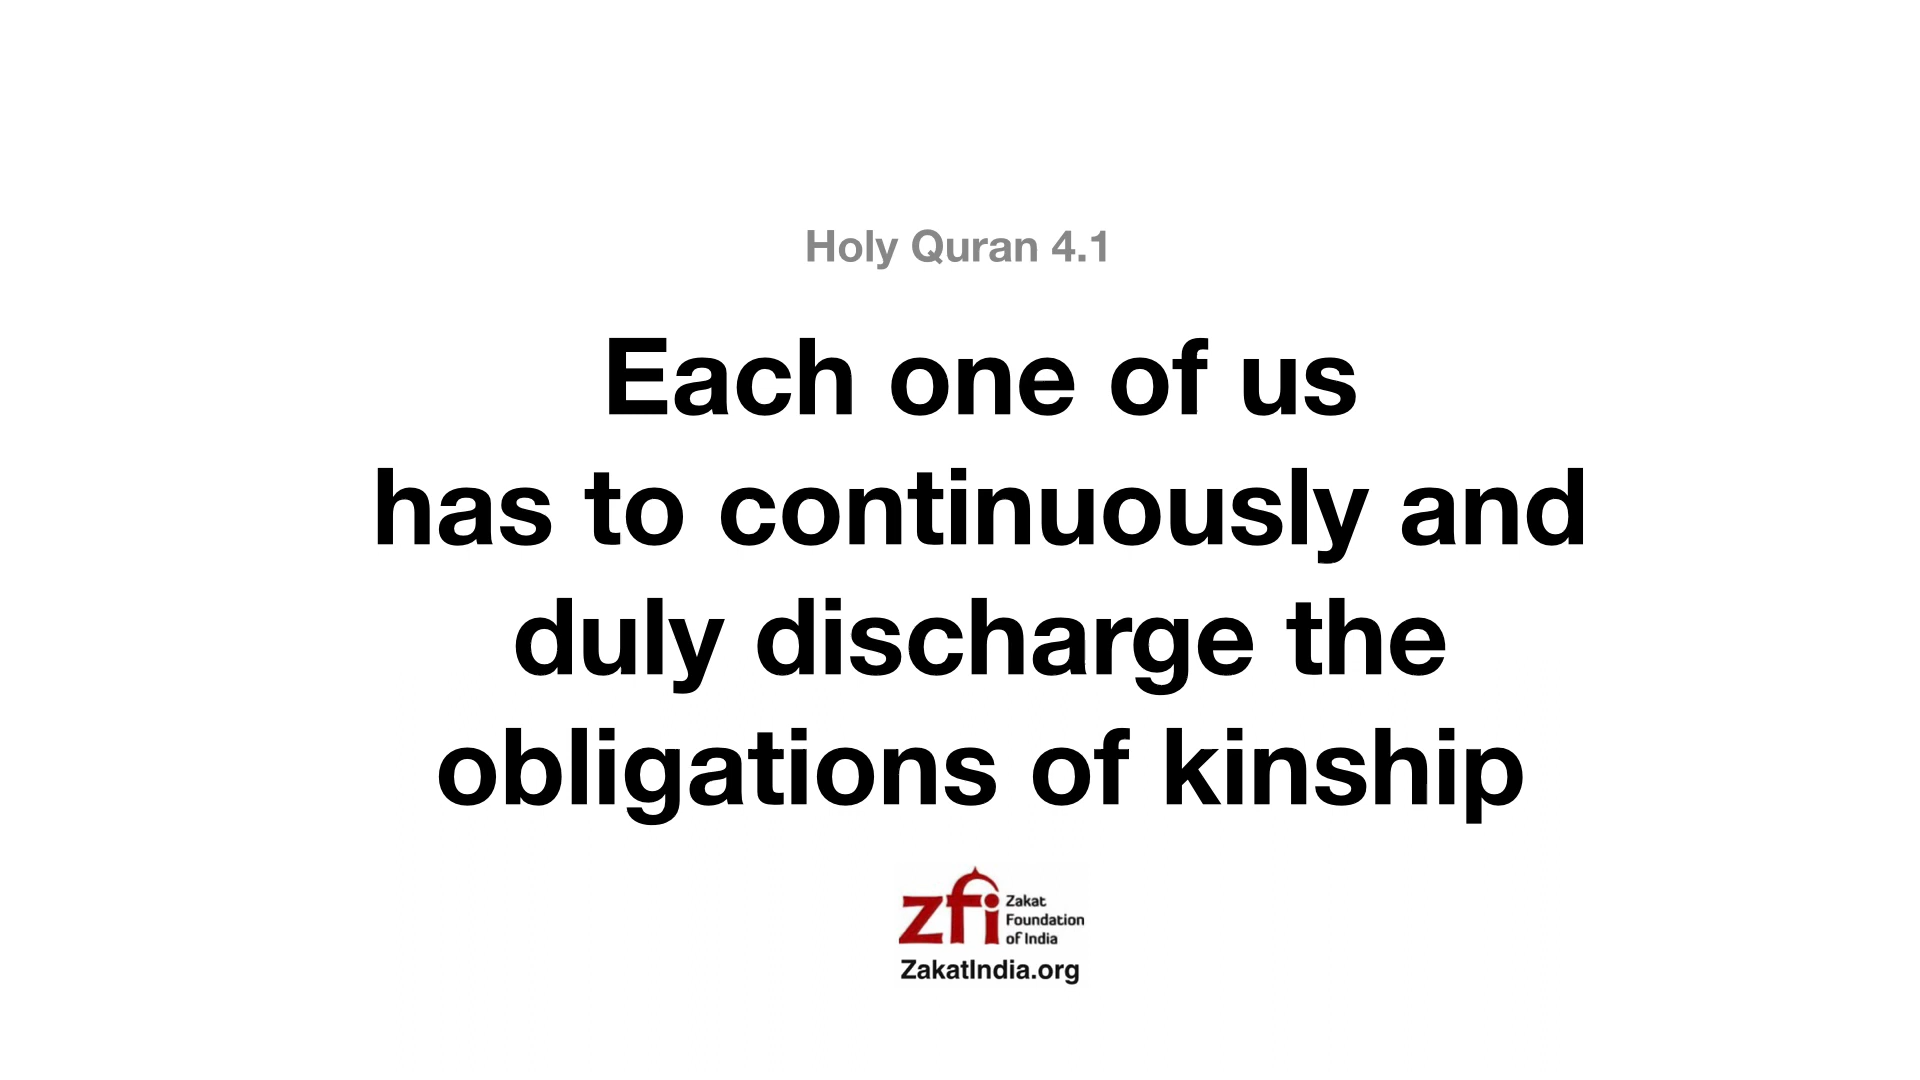 Holy Quran 4.1
Each one of us
has to continuously and
duly discharge the
obligations of kinship
zfi
Zakat
Foundation
of India
ZakatIndia.org